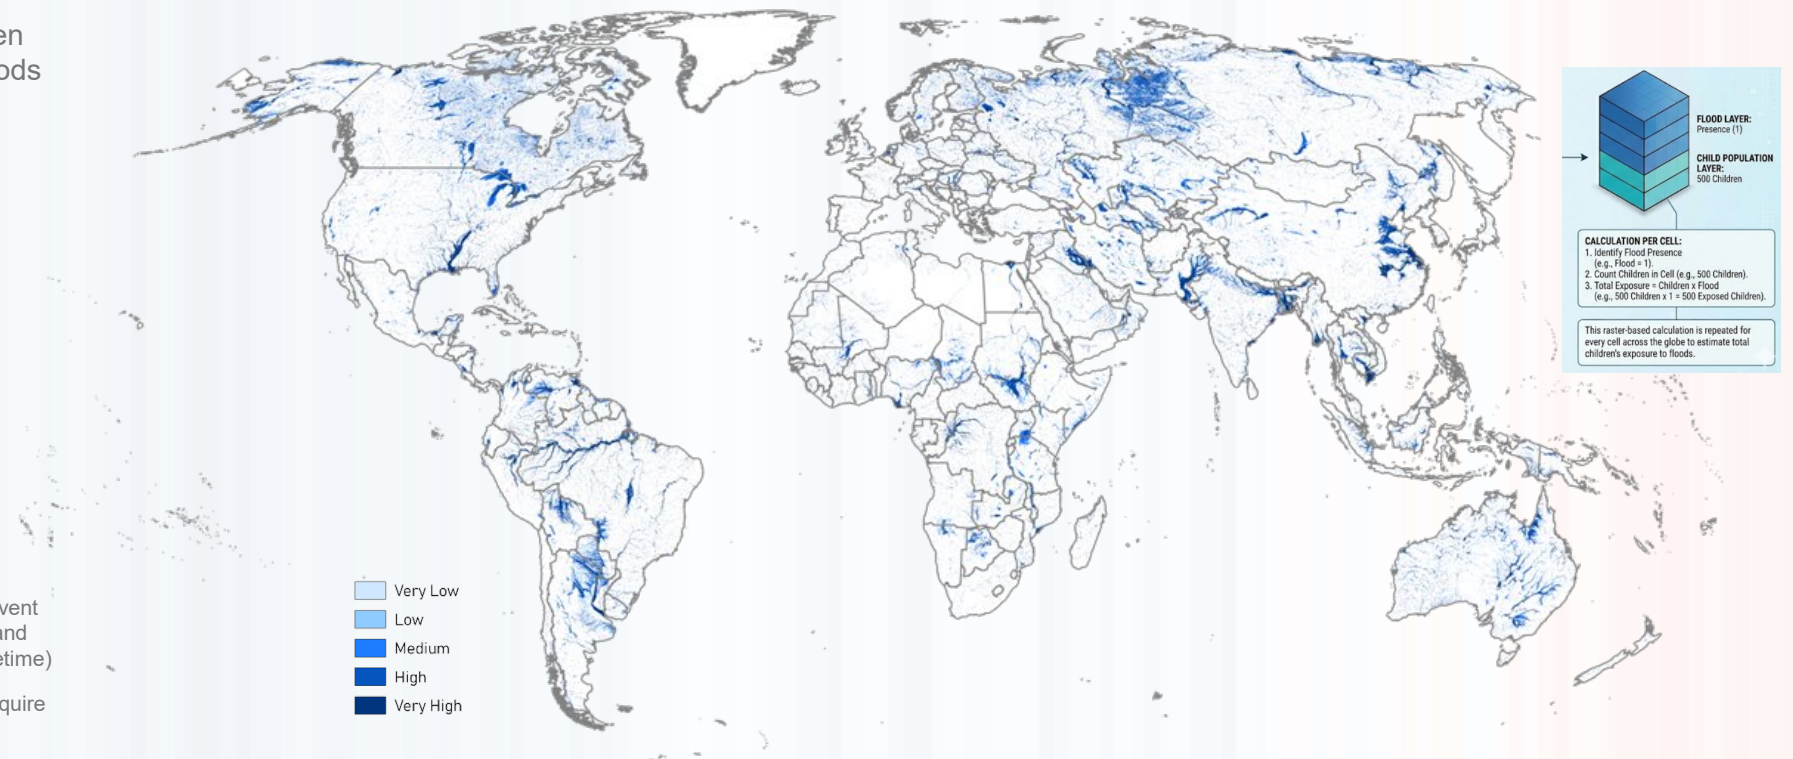 en
ods
vent
and
etime)
quire
Very Low
Low
Medium
High
Very High
FLOOD LAYER:
Presence (1)
CHILD POPULATION
LAYER:
500 Children
CALCULATION PER CELL:
1. Identify Flood Presence
(e.g., Flood = 1).
2. Count Children in Cell (e.g., 500 Children).
3. Total Exposure = Children x Flood
(e.g., 500 Children x 1 = 500 Exposed Children).
This raster-based calculation is repeated for
every cell across the globe to estimate total
children's exposure to floods.